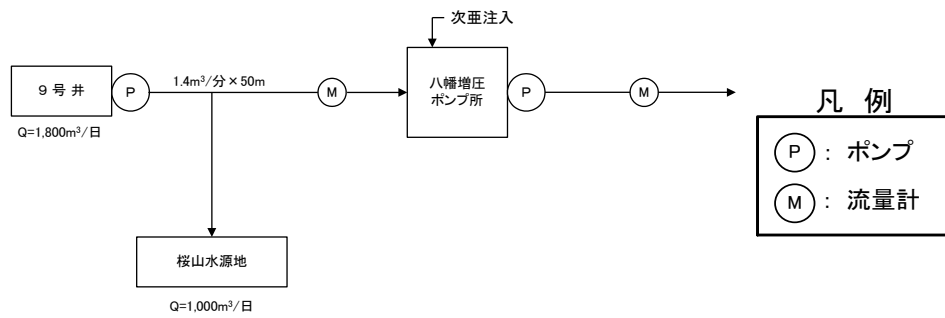 次亜注入
9 号 井
P
1.4m³/分×50m
M
八幡増圧
ポンプ所
P
M
Q=1,800m³/日
桜山水源地
Q=1,000m³/日
凡 例
P : ポンプ
M : 流量計